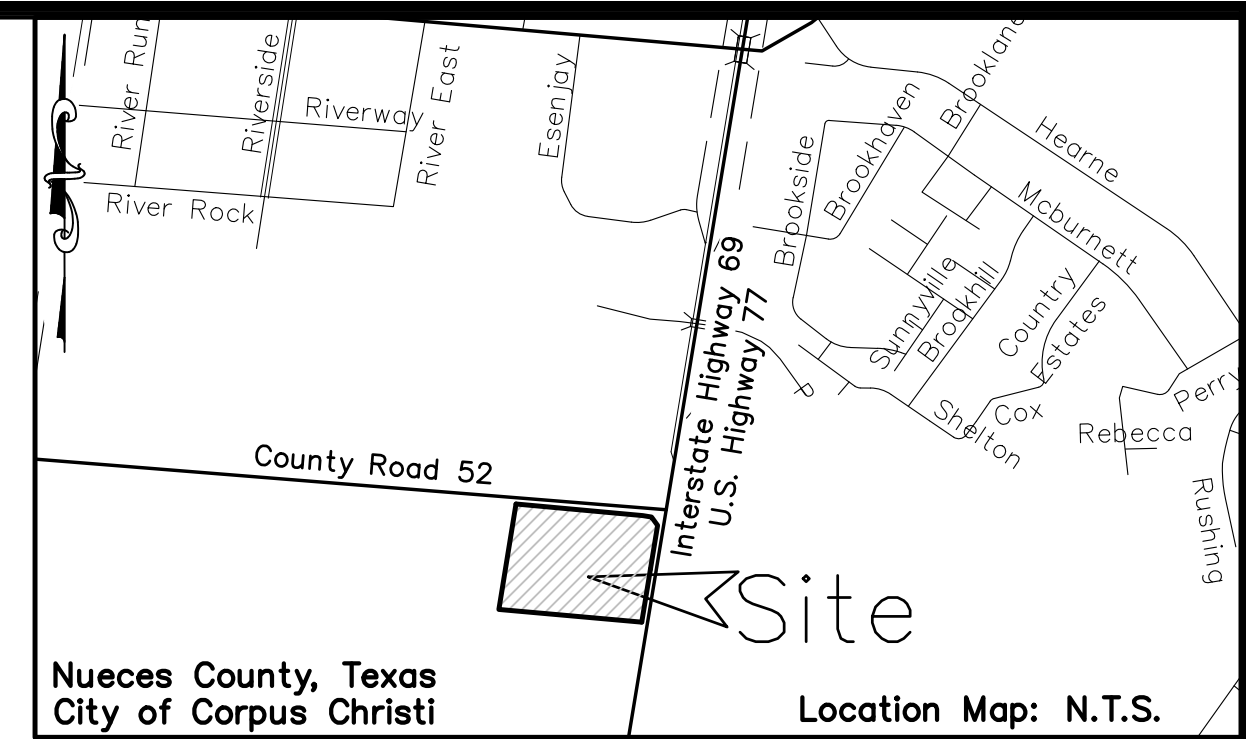 River Run
Riverside
Riverway
River East
River Rock
Esenjay
Brookside
Brookhaven
Brooklane
Hearne
Mcburnett
Sunnyville
Brookhill
Country
Estates
Cox
Shelton
Perry
Rebecca
Rushing
P
Interstate Highway 69
U.S. Highway 77
County Road 52
Site
Nueces County, Texas
City of Corpus Christi
Location Map: N.T.S.